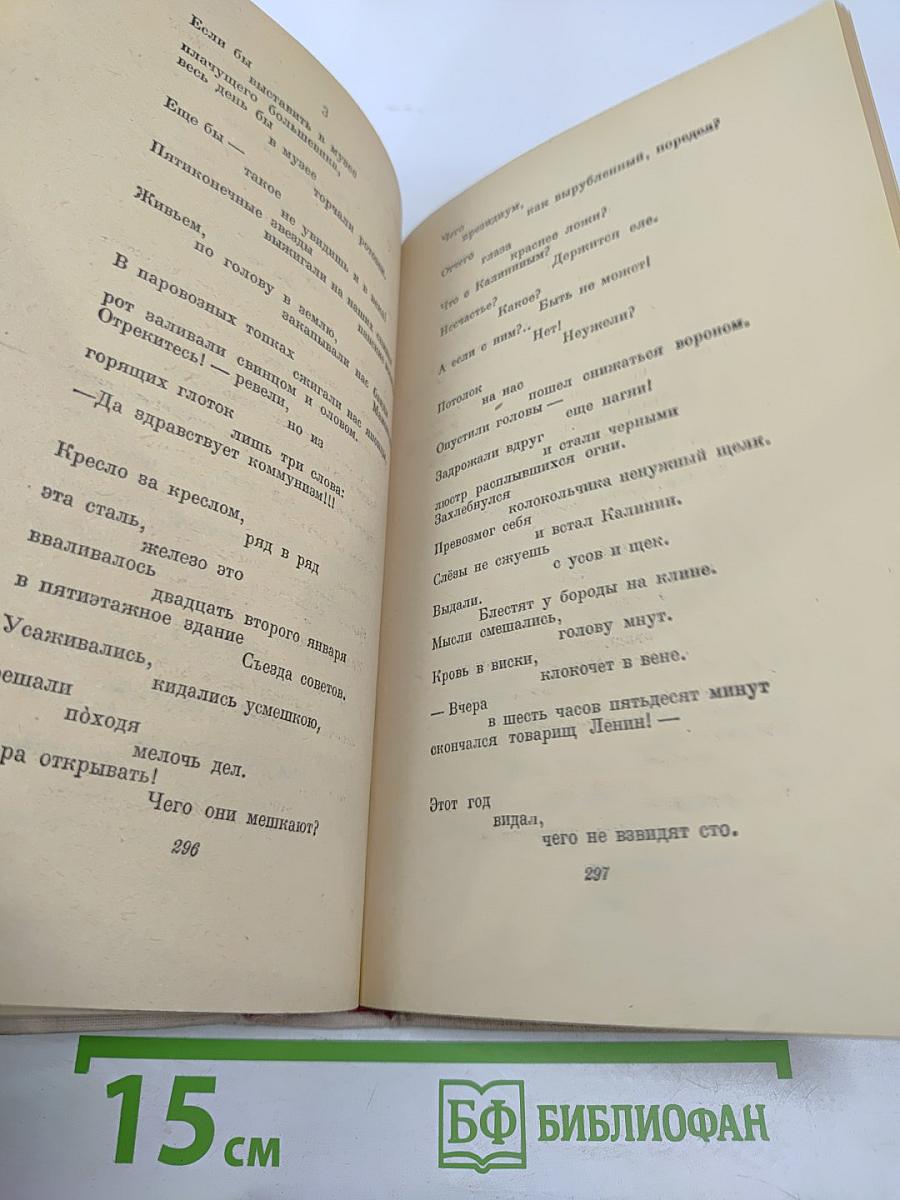 3
Если бы
выставить в музее
плачущего большевика,
весь день бы
в музее
торчали ротозеи.
Еще бы —
такое
не увидишь и в века!
Пятиконечные звезды
выжигали на наших
Живьем,
по голову в землю,
закапывали нас
В паровозных топках
сжигали нас
рот заливали свинцом и оловом.
Отрекитесь! — ревели,
но из
горящих глоток
лишь три слова:
—Да здравствует коммунизм!!!
Кресло за креслом,
ряд в ряд
эта сталь,
железо это
вваливалось
двадцать второго января
в пятиэтажное здание
Съезда советов.
Усаживались,
кидались усмешкою,
ешали
походя
мелочь дел.
ра открывать!
Чего они мешкают?
296
Чего
президиум,
как вырубленный, поредел?
Отчего глаза
краснее ложи?
Что с Калининым?
Держится еле.
Несчастье?
Какое?
Быть не может!
А если с ним?..
Нет!
Неужели?
Потолок
на нас
пошел снижаться вороном.
Опустили головы —
еще нагни!
Задрожали вдруг
и стали черными
люстр расплывшихся огни.
Захлебнулся
колокольчика ненужный щелк.
Превозмог себя
и встал Калинин.
Слёзы не сжуешь
с усов и щек.
Выдали.
Блестят у бороды на клине.
Мысли смешались,
голову мнут.
Кровь в виски,
клокочет в вене.
— Вчера
в шесть часов пятьдесят минут
скончался товарищ Ленин! —
Этот год
видал,
чего не взвидят сто.
297
15 см
БФ БИБЛИОФАН